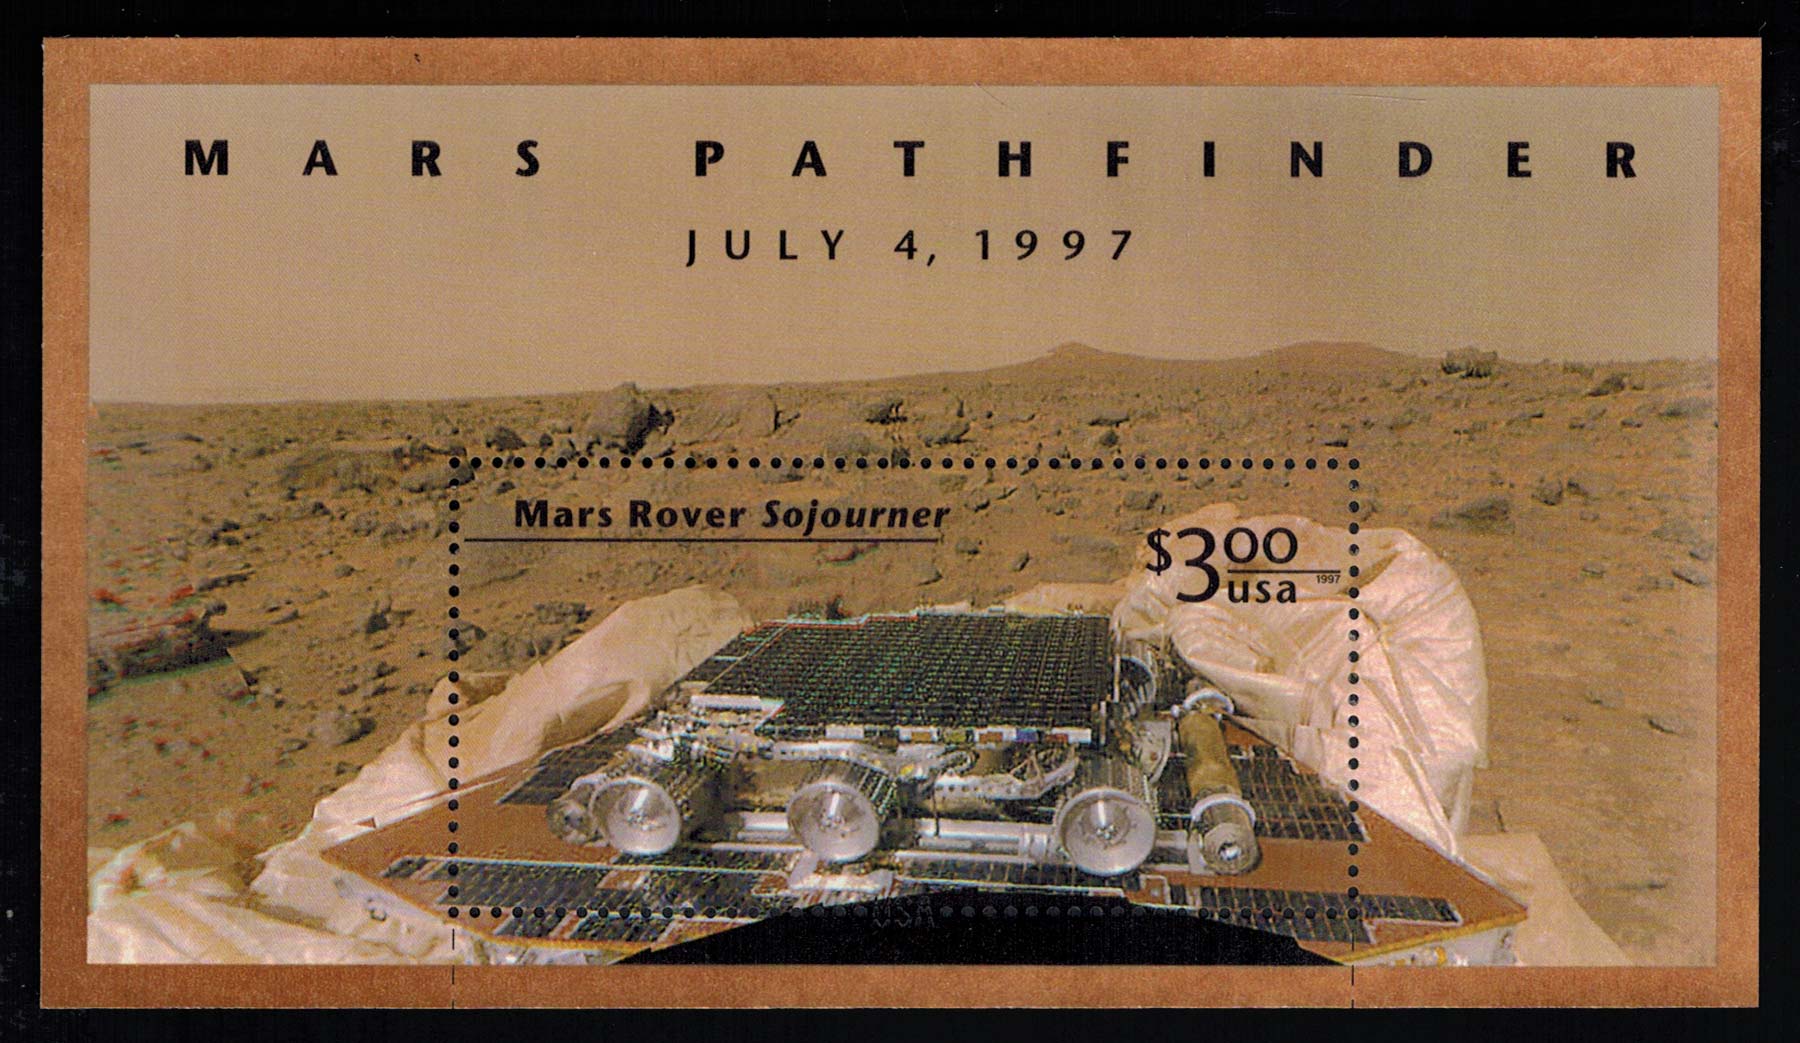 MARS PATHFINDER
JULY 4, 1997
Mars Rover Sojourner
$3.00
usa 1997